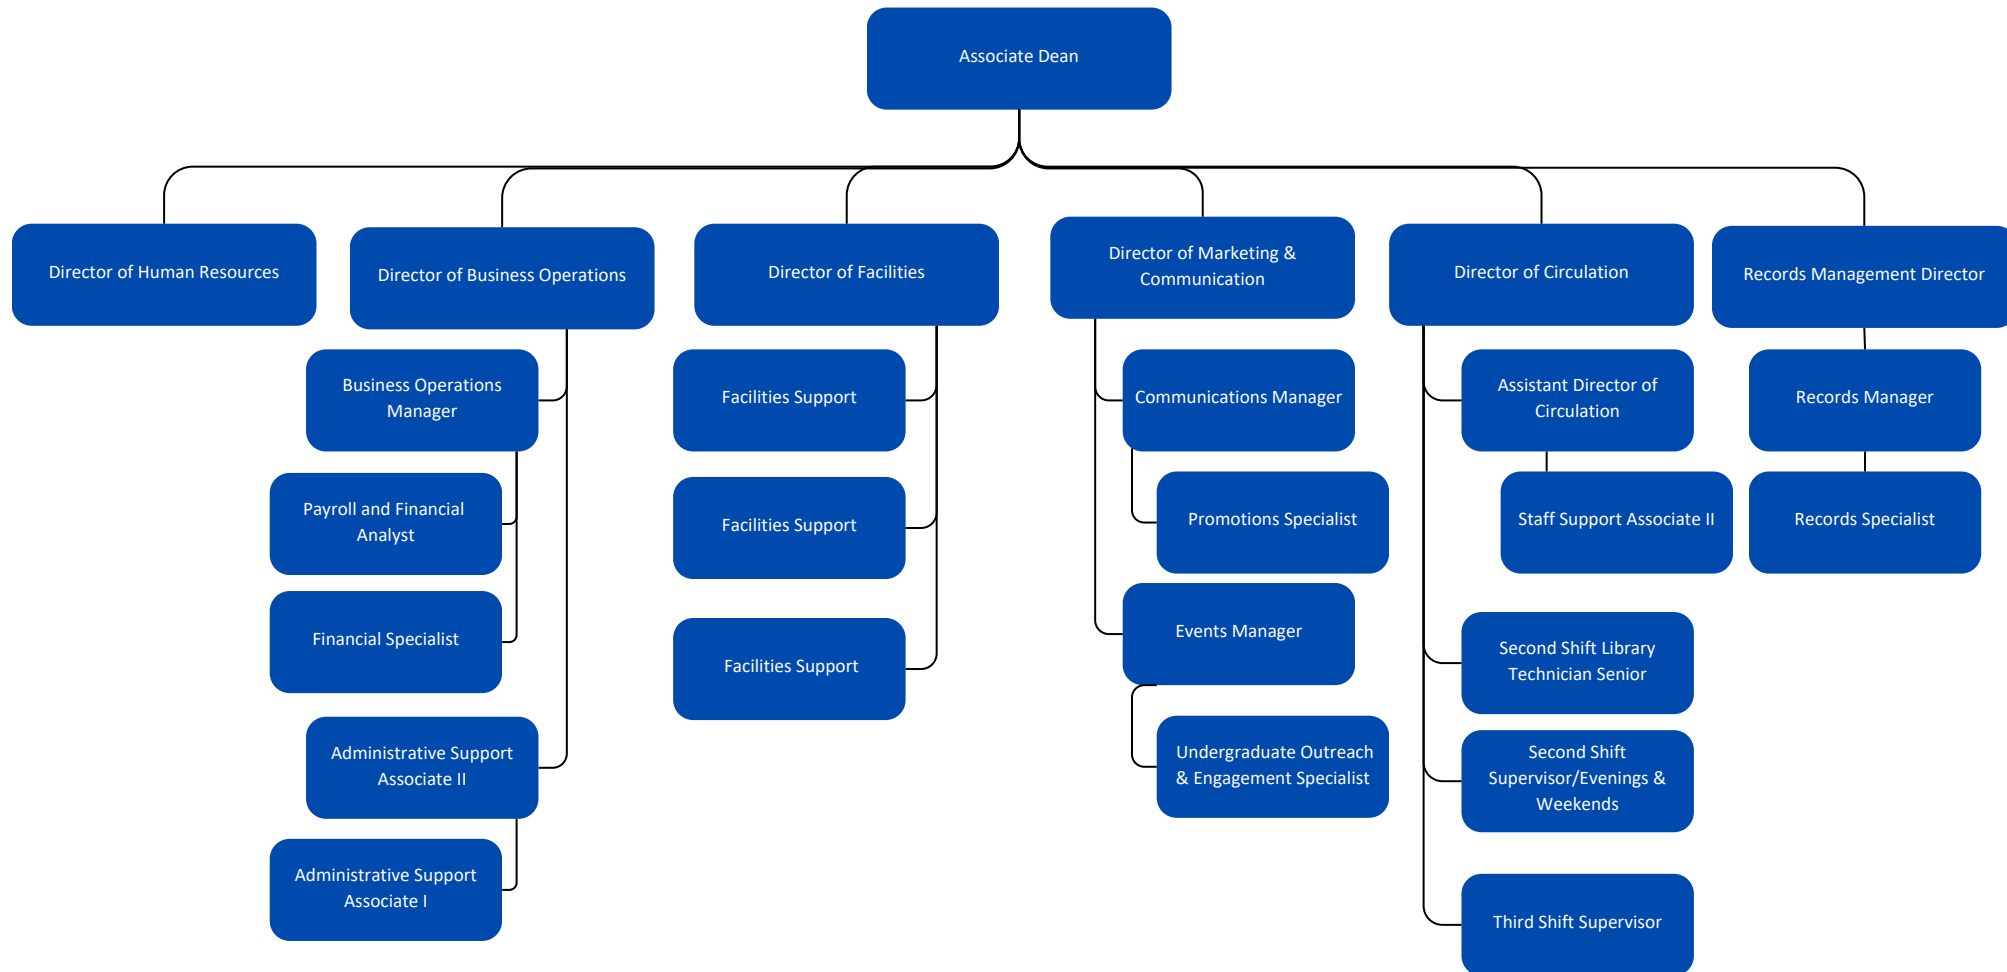 Associate Dean
Director of Human Resources
Director of Business Operations
Director of Facilities
Director of Marketing &
Communication
Director of Circulation
Records Management Director
Business Operations
Manager
Payroll and Financial
Analyst
Financial Specialist
Administrative Support
Associate II
Administrative Support
Associate I
Facilities Support
Facilities Support
Facilities Support
Communications Manager
Promotions Specialist
Events Manager
Undergraduate Outreach
& Engagement Specialist
Assistant Director of
Circulation
Staff Support Associate II
Second Shift Library
Technician Senior
Second Shift
Supervisor/Evenings &
Weekends
Third Shift Supervisor
Records Manager
Records Specialist